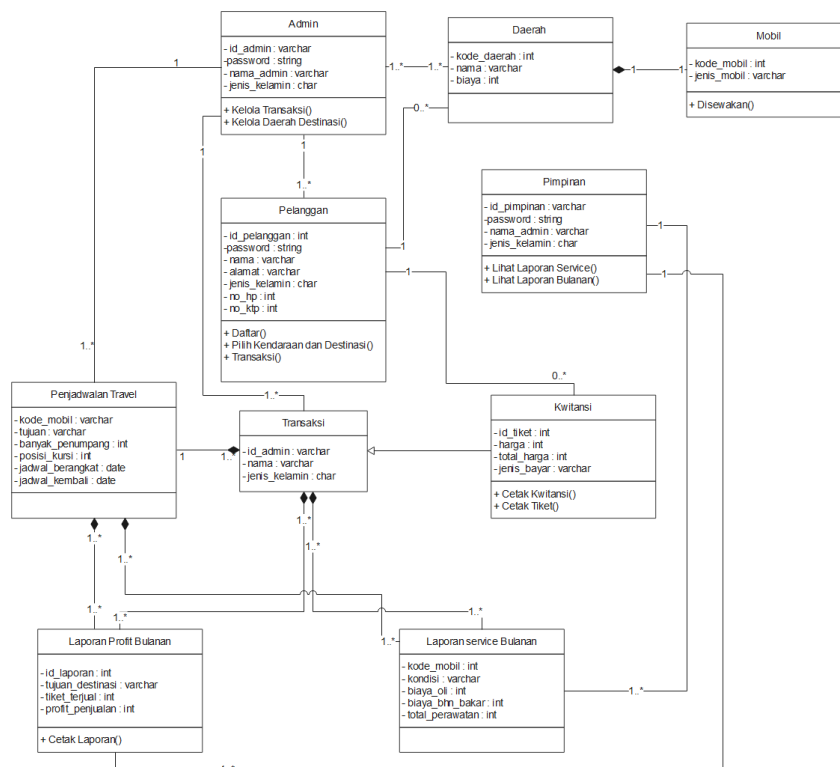 Admin
- id_admin : varchar
-password : string
- nama_admin : varchar
- jenis_kelamin : char
+ Kelola Transaksi()
+ Kelola Daerah Destinasi()
Daerah
- kode_daerah : int
- nama : varchar
- biaya : int
Mobil
- kode_mobil : int
- jenis_mobil : varchar
+ Disewakan()
1
1..*
1..*
1
1
0..*
1
1
1..*
Pelanggan
- id_pelanggan : int
-password : string
- nama : varchar
- alamat : varchar
- jenis_kelamin : char
- no_hp : int
- no_ktp : int
+ Daftar()
+ Pilih Kendaraan dan Destinasi()
+ Transaksi()
Pimpinan
- id_pimpinan : varchar
-password : string
- nama_admin : varchar
- jenis_kelamin : char
+ Lihat Laporan Service()
+ Lihat Laporan Bulanan()
1
1
1
1
1..*
0..*
1..*
Penjadwalan Travel
- kode_mobil : varchar
- tujuan : varchar
- banyak_penumpang : int
- posisi_kursi : int
- jadwal_berangkat : date
- jadwal_kembali : date
Transaksi
- id_admin : varchar
- nama : varchar
- jenis_kelamin : char
Kwitansi
- id_tiket : int
- harga : int
- total_harga : int
- jenis_bayar : varchar
+ Cetak Kwitansi()
+ Cetak Tiket()
1
1..*
1..*
1..*
1..*
1..*
1..*
1..*
1..*
1..*
Laporan Profit Bulanan
- id_laporan : int
- tujuan_destinasi : varchar
- tiket_terjual : int
- profit_penjualan : int
+ Cetak Laporan()
Laporan service Bulanan
- kode_mobil : int
- kondisi : varchar
- biaya_oli : int
- biaya_bhn_bakar : int
- total_perawatan : int
1..*
1..*